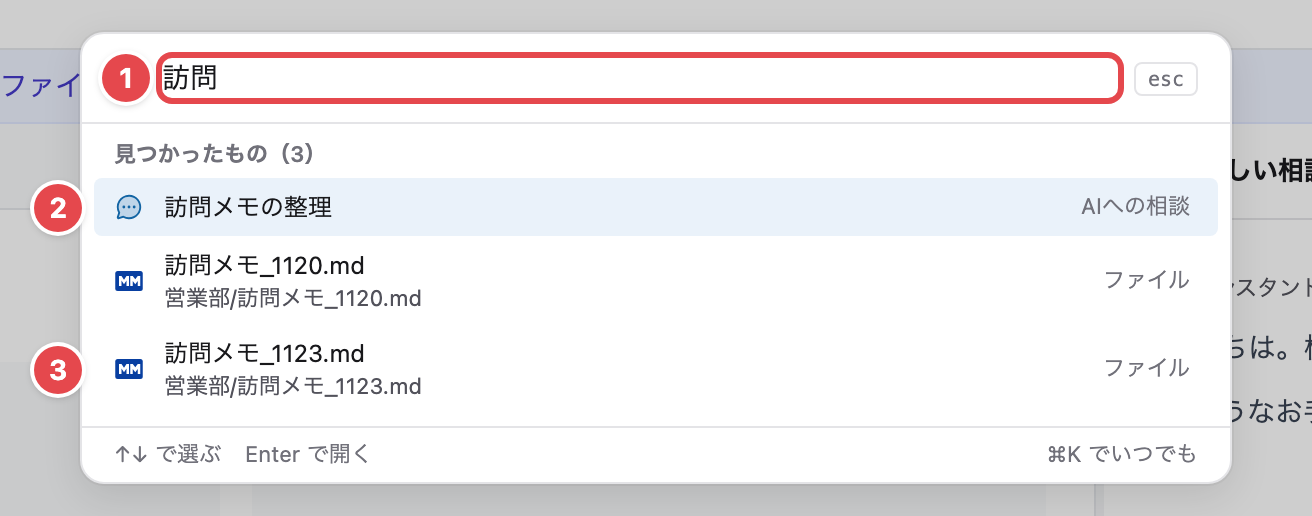 ファイ
1
訪問
esc
見つかったもの（3）
しい相
2
訪問メモの整理
AIへの相談
MM
訪問メモ_1120.md
営業部/訪問メモ_1120.md
ファイル
スタント
3
MM
訪問メモ_1123.md
営業部/訪問メモ_1123.md
ファイル
ちは。
うなお
↑↓ で選ぶ Enter で開く
⌘K でいつでも